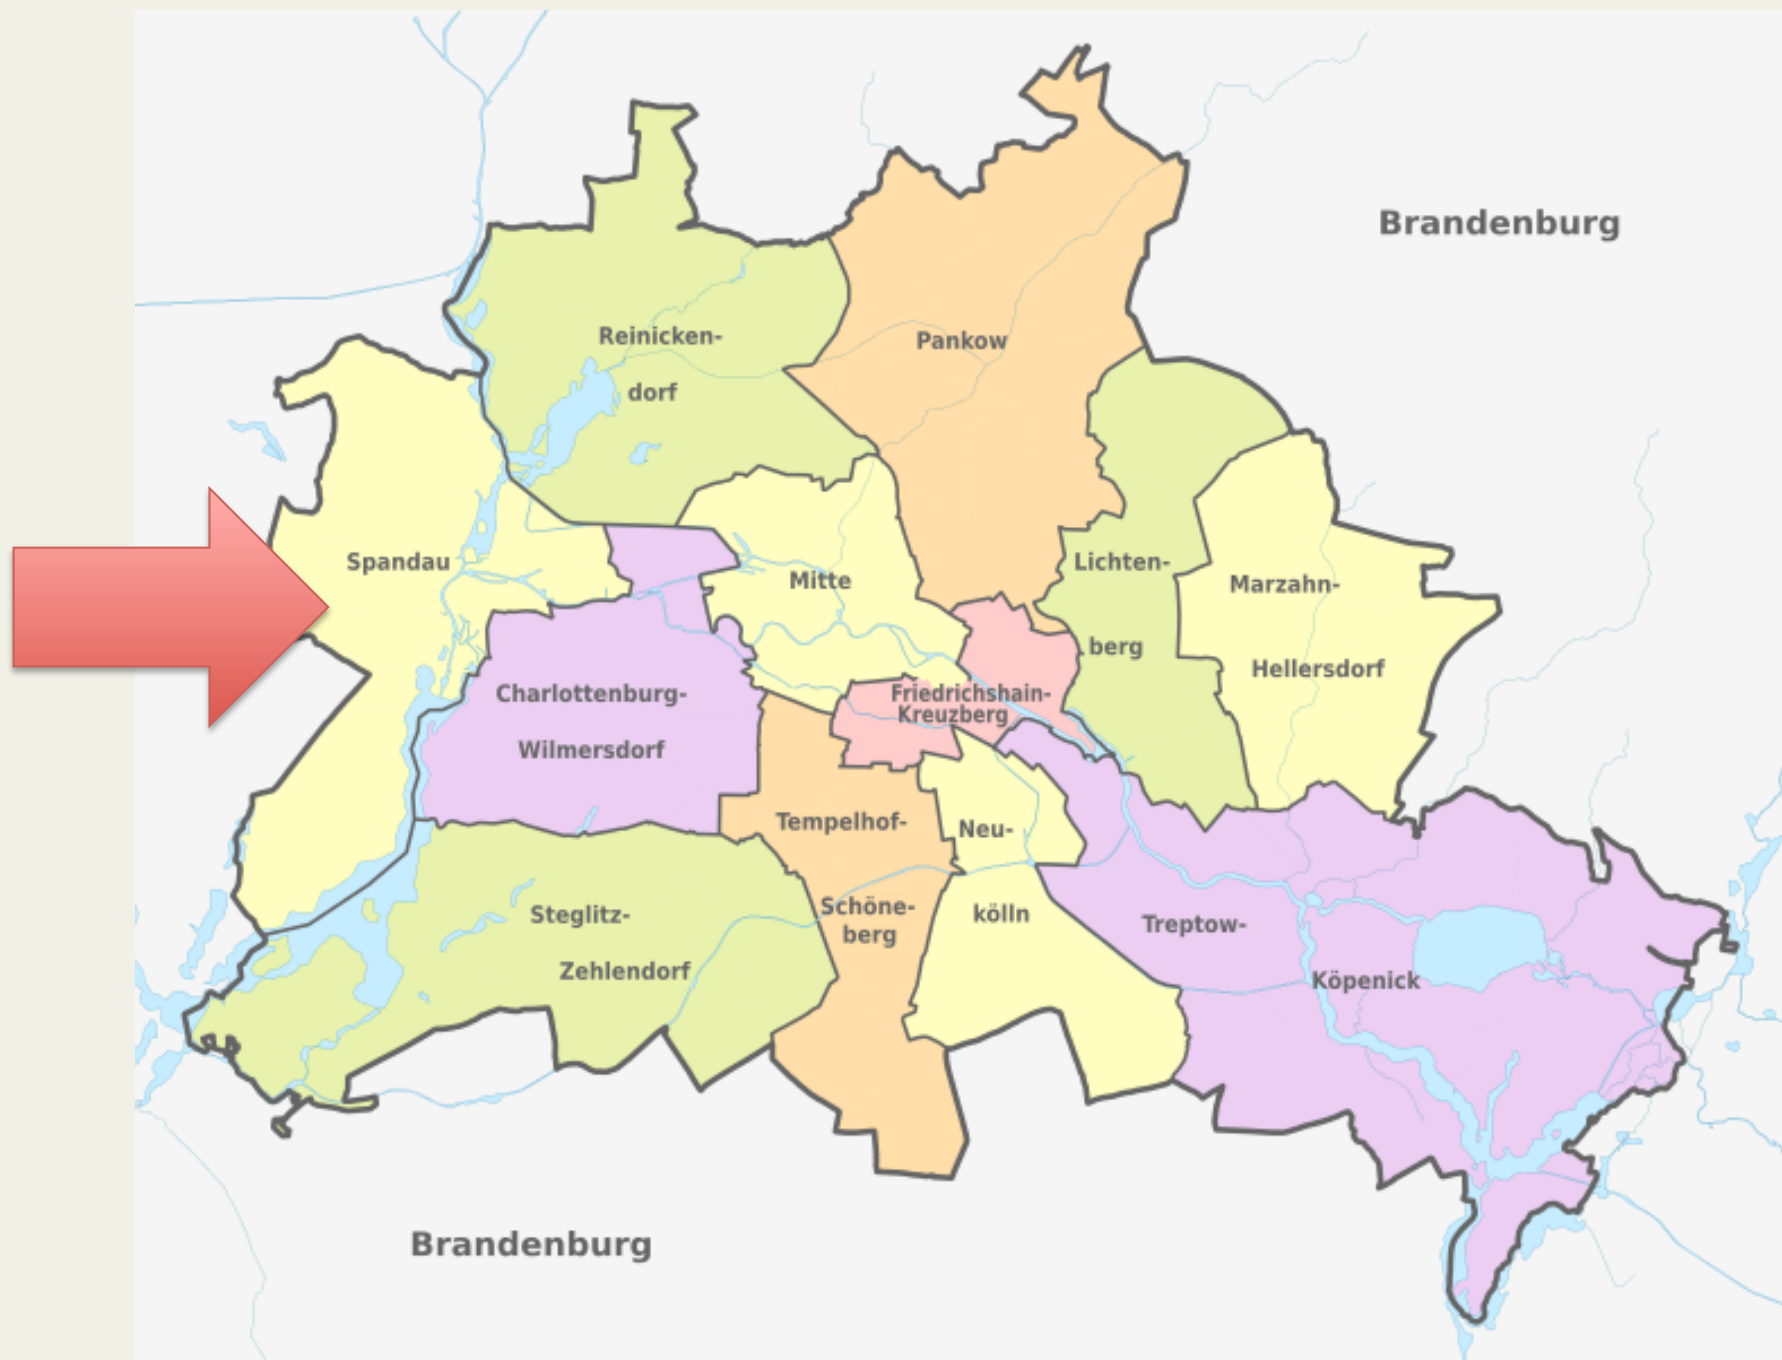 Brandenburg
Reinicken-
dorf
Pankow
Spandau
Mitte
Lichten-
berg
Marzahn-
Hellersdorf
Charlottenburg-
Wilmersdorf
Friedrichshain-
Kreuzberg
Tempelhof-
Schöne-
berg
Neu-
kölln
Steglitz-
Zehlendorf
Treptow-
Köpenick
Brandenburg